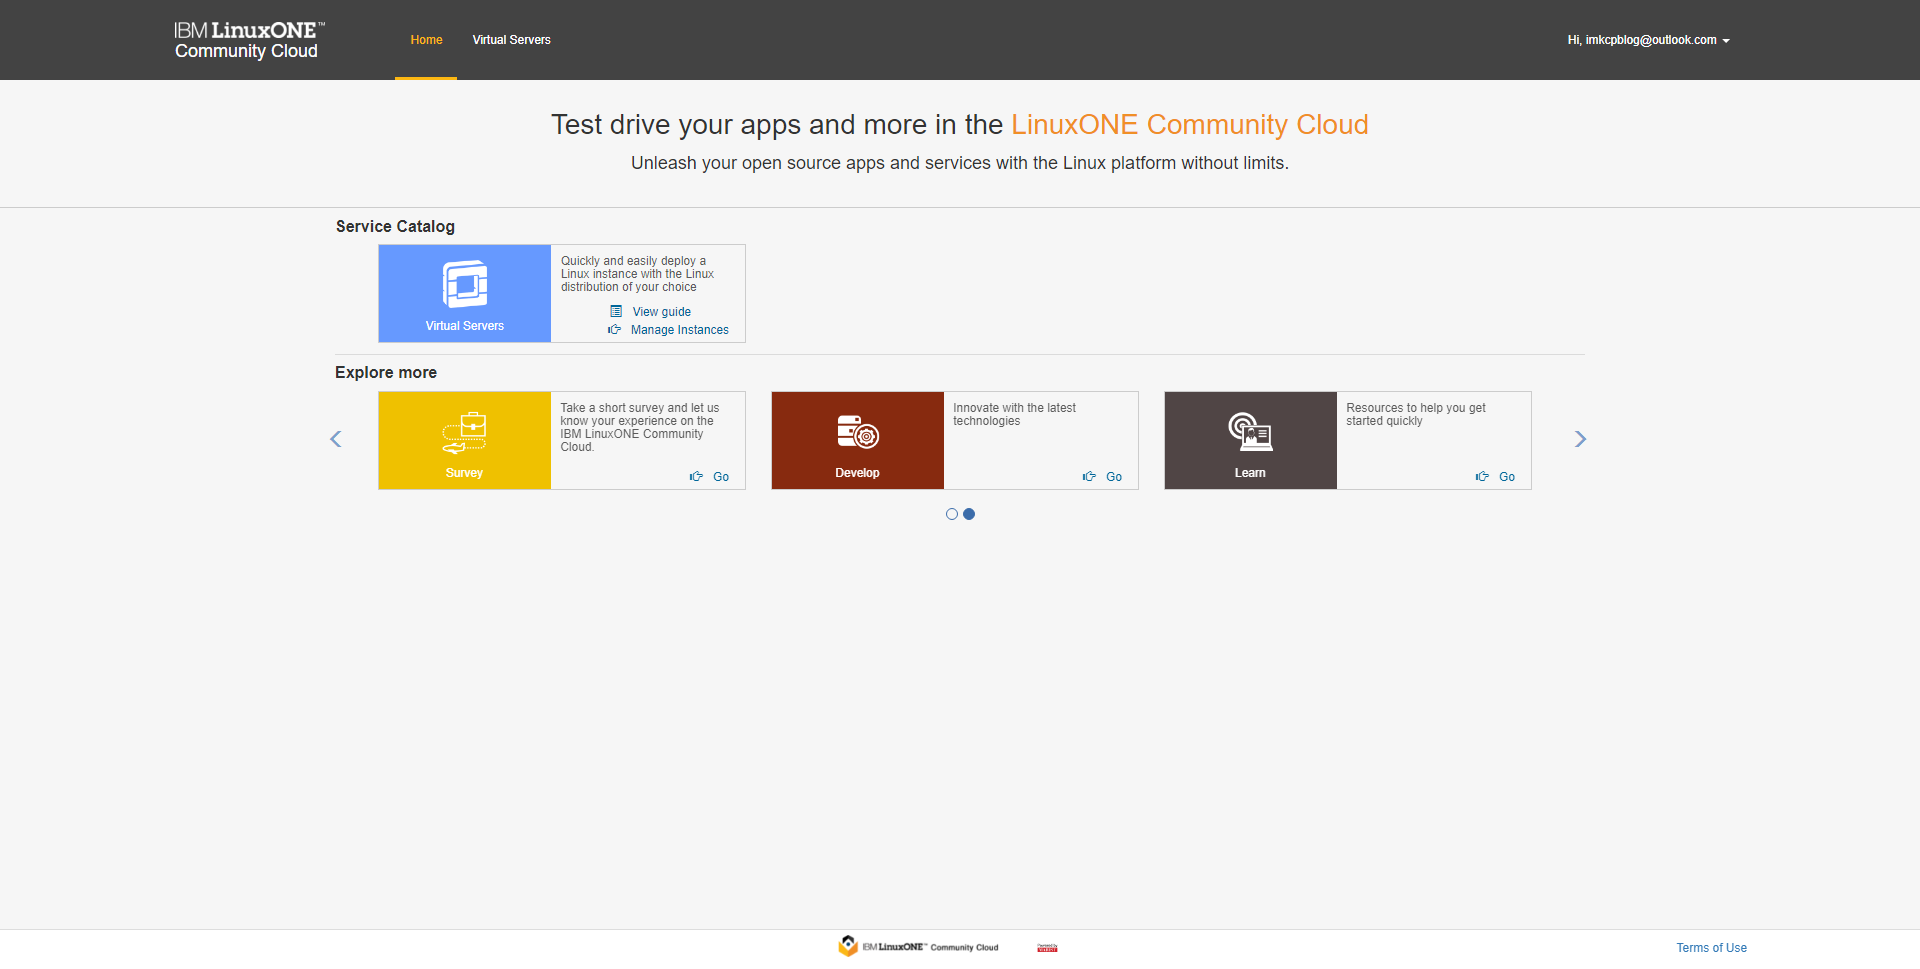 IBM LinuxONE™
Community Cloud
Home
Virtual Servers
Hi, imkcpblog@outlook.com
Test drive your apps and more in the LinuxONE Community Cloud
Unleash your open source apps and services with the Linux platform without limits.
Service Catalog
Virtual Servers
Quickly and easily deploy a
Linux instance with the Linux
distribution of your choice
View guide
Manage Instances
Explore more
Survey
Take a short survey and let us
know your experience on the
IBM LinuxONE Community
Cloud.
Go
Develop
Innovate with the latest
technologies
Go
Learn
Resources to help you get
started quickly
Go
IBM LinuxONE™ Community Cloud
Terms of Use